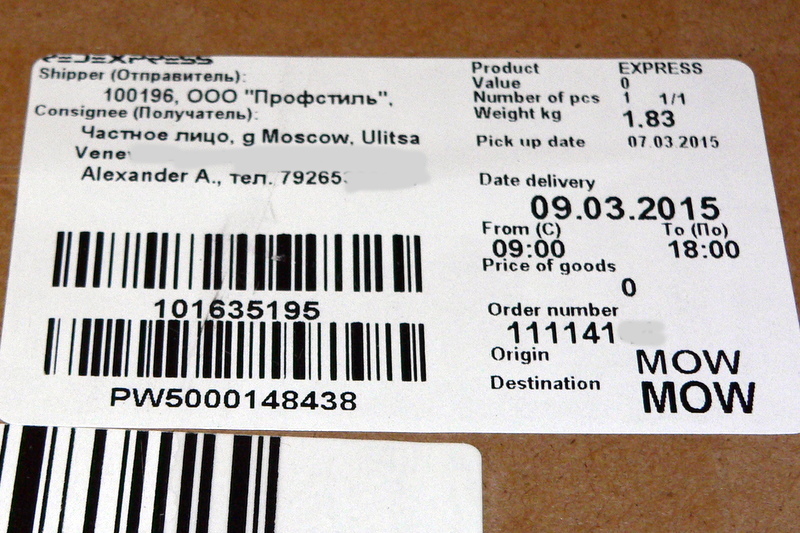 Shipper (Отправитель):
100196, ООО "Профстиль",
Consignee (Получатель):
Частное лицо, g Moscow, Ulitsa
Vene
Alexander A., тел. 79265
101635195
PW5000148438
Product EXPRESS
Value 0
Number of pcs 1 1/1
Weight kg 1.83
Pick up date 07.03.2015
Date delivery
09.03.2015
From (С) To (По)
09:00 18:00
Price of goods
0
Order number
111141
Origin MOW
Destination MOW